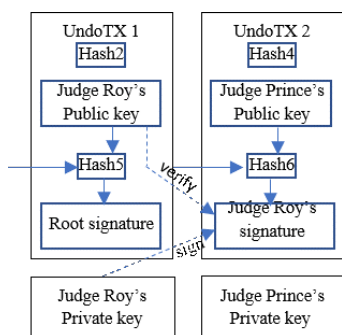 UndoTX 1
Hash2
Judge Roy's
Public key
Hash5
Root signature
Judge Roy's
Private key
verify
sign
UndoTX 2
Hash4
Judge Prince's
Public key
Hash6
Judge Roy's
signature
Judge Prince's
Private key